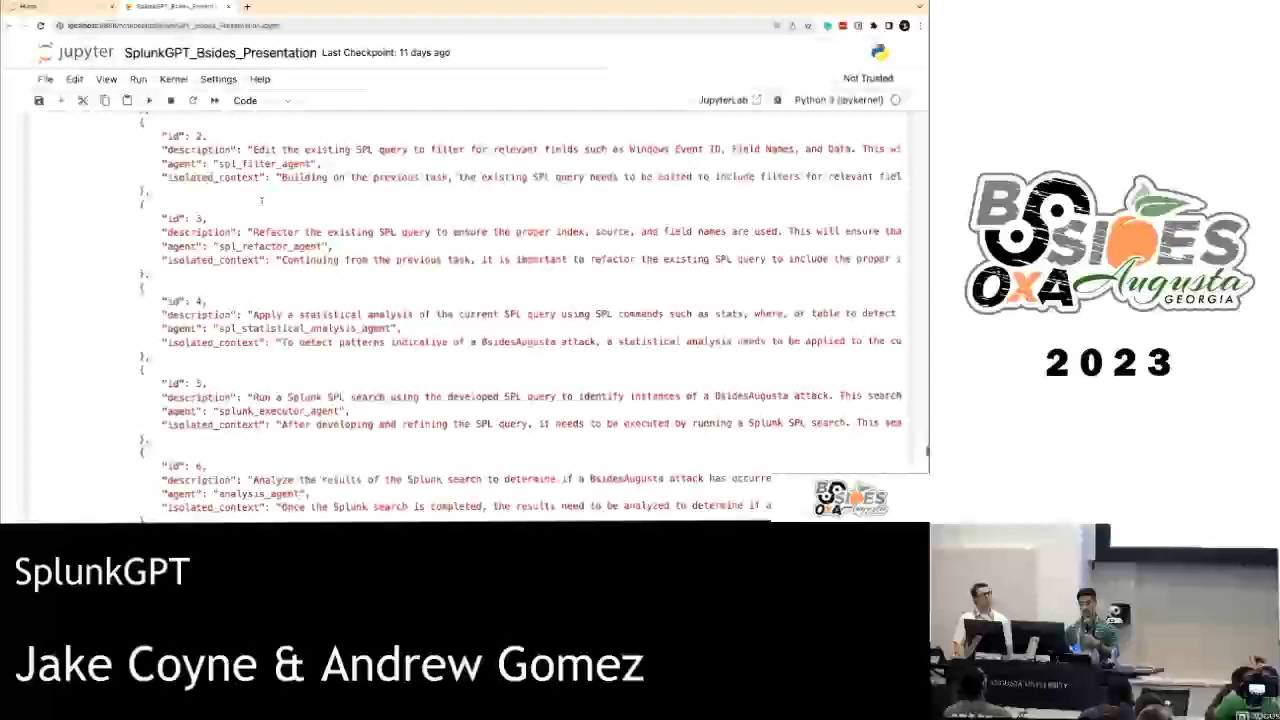 SplunkGPT_Bsides_Presentation
jupyter SplunkGPT_Bsides_Presentation Last Checkpoint: 11 days ago
File Edit View Run Kernel Settings Help
Not Trusted
Code
JupyterLab
Python 3 (ipykernel)
{
"id": 2,
"description": "Edit the existing SPL query to filter for relevant fields such as Windows Event ID, Field Names, and Data. This wi
"agent": "spl_filter_agent",
"isolated_context": "Building on the previous task, the existing SPL query needs to be edited to include filters for relevant fiel
},
{
"id": 3,
"description": "Refactor the existing SPL query to ensure the proper index, source, and field names are used. This will ensure tha
"agent": "spl_refactor_agent",
"isolated_context": "Continuing from the previous task, it is important to refactor the existing SPL query to include the proper i
},
{
"id": 4,
"description": "Apply a statistical analysis of the current SPL query using SPL commands such as stats, where, or table to detect
"agent": "spl_statistical_analysis_agent",
"isolated_context": "To detect patterns indicative of a BsidesAugusta attack, a statistical analysis needs to be applied to the cu
},
{
"id": 5,
"description": "Run a Splunk SPL search using the developed SPL query to identify instances of a BsidesAugusta attack. This search
"agent": "splunk_executor_agent",
"isolated_context": "After developing and refining the SPL query, it needs to be executed by running a Splunk SPL search. This sea
},
{
"id": 6,
"description": "Analyze the results of the Splunk search to determine if a BsidesAugusta attack has occurre
"agent": "analysis_agent",
"isolated_context": "Once the Splunk search is completed, the results need to be analyzed to determine if a
BSIDES
OXA
Augusta
GEORGIA
2023
BSIDES
OXA
SplunkGPT
Jake Coyne & Andrew Gomez
AUGUSTA UNIVERSITY